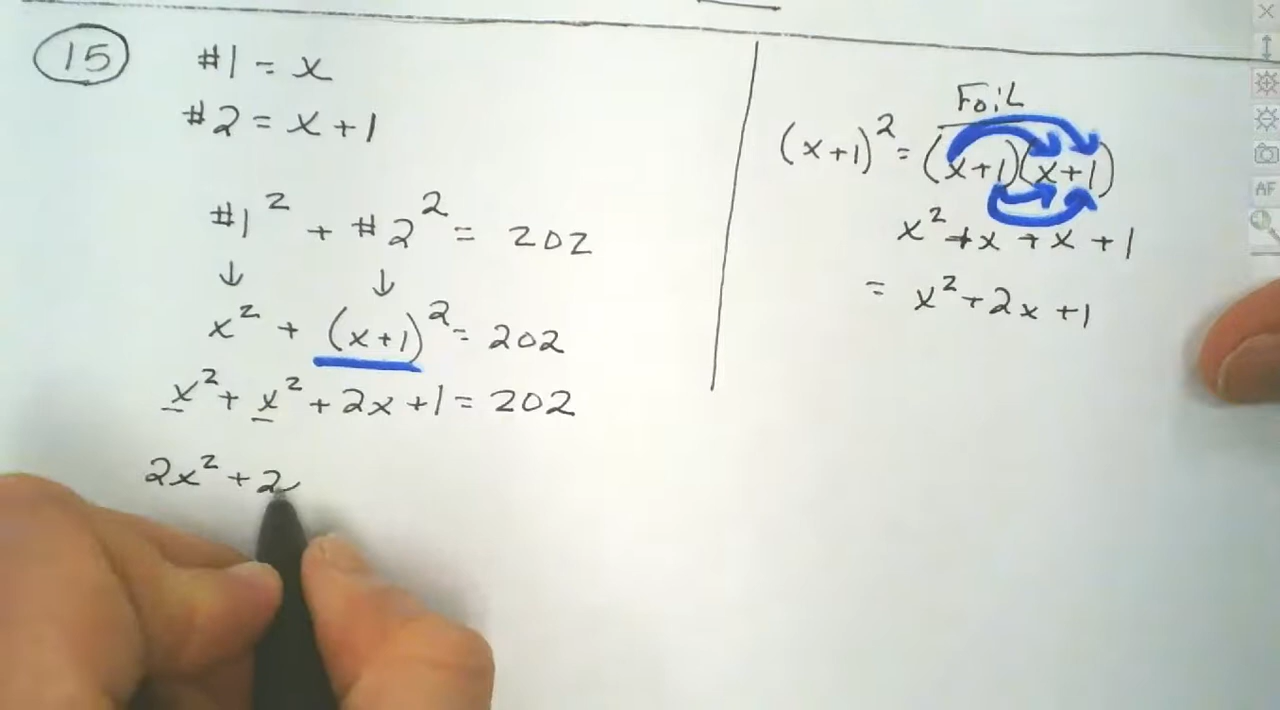 15
#1 = x
#2 = x + 1
#1² + #2² = 202
↓ ↓
x² + (x+1)² = 202
x² + x² + 2x + 1 = 202
2x² + 2
FOiL
(x+1)² = (x+1)(x+1)
x² + x + x + 1
= x² + 2x + 1
AF